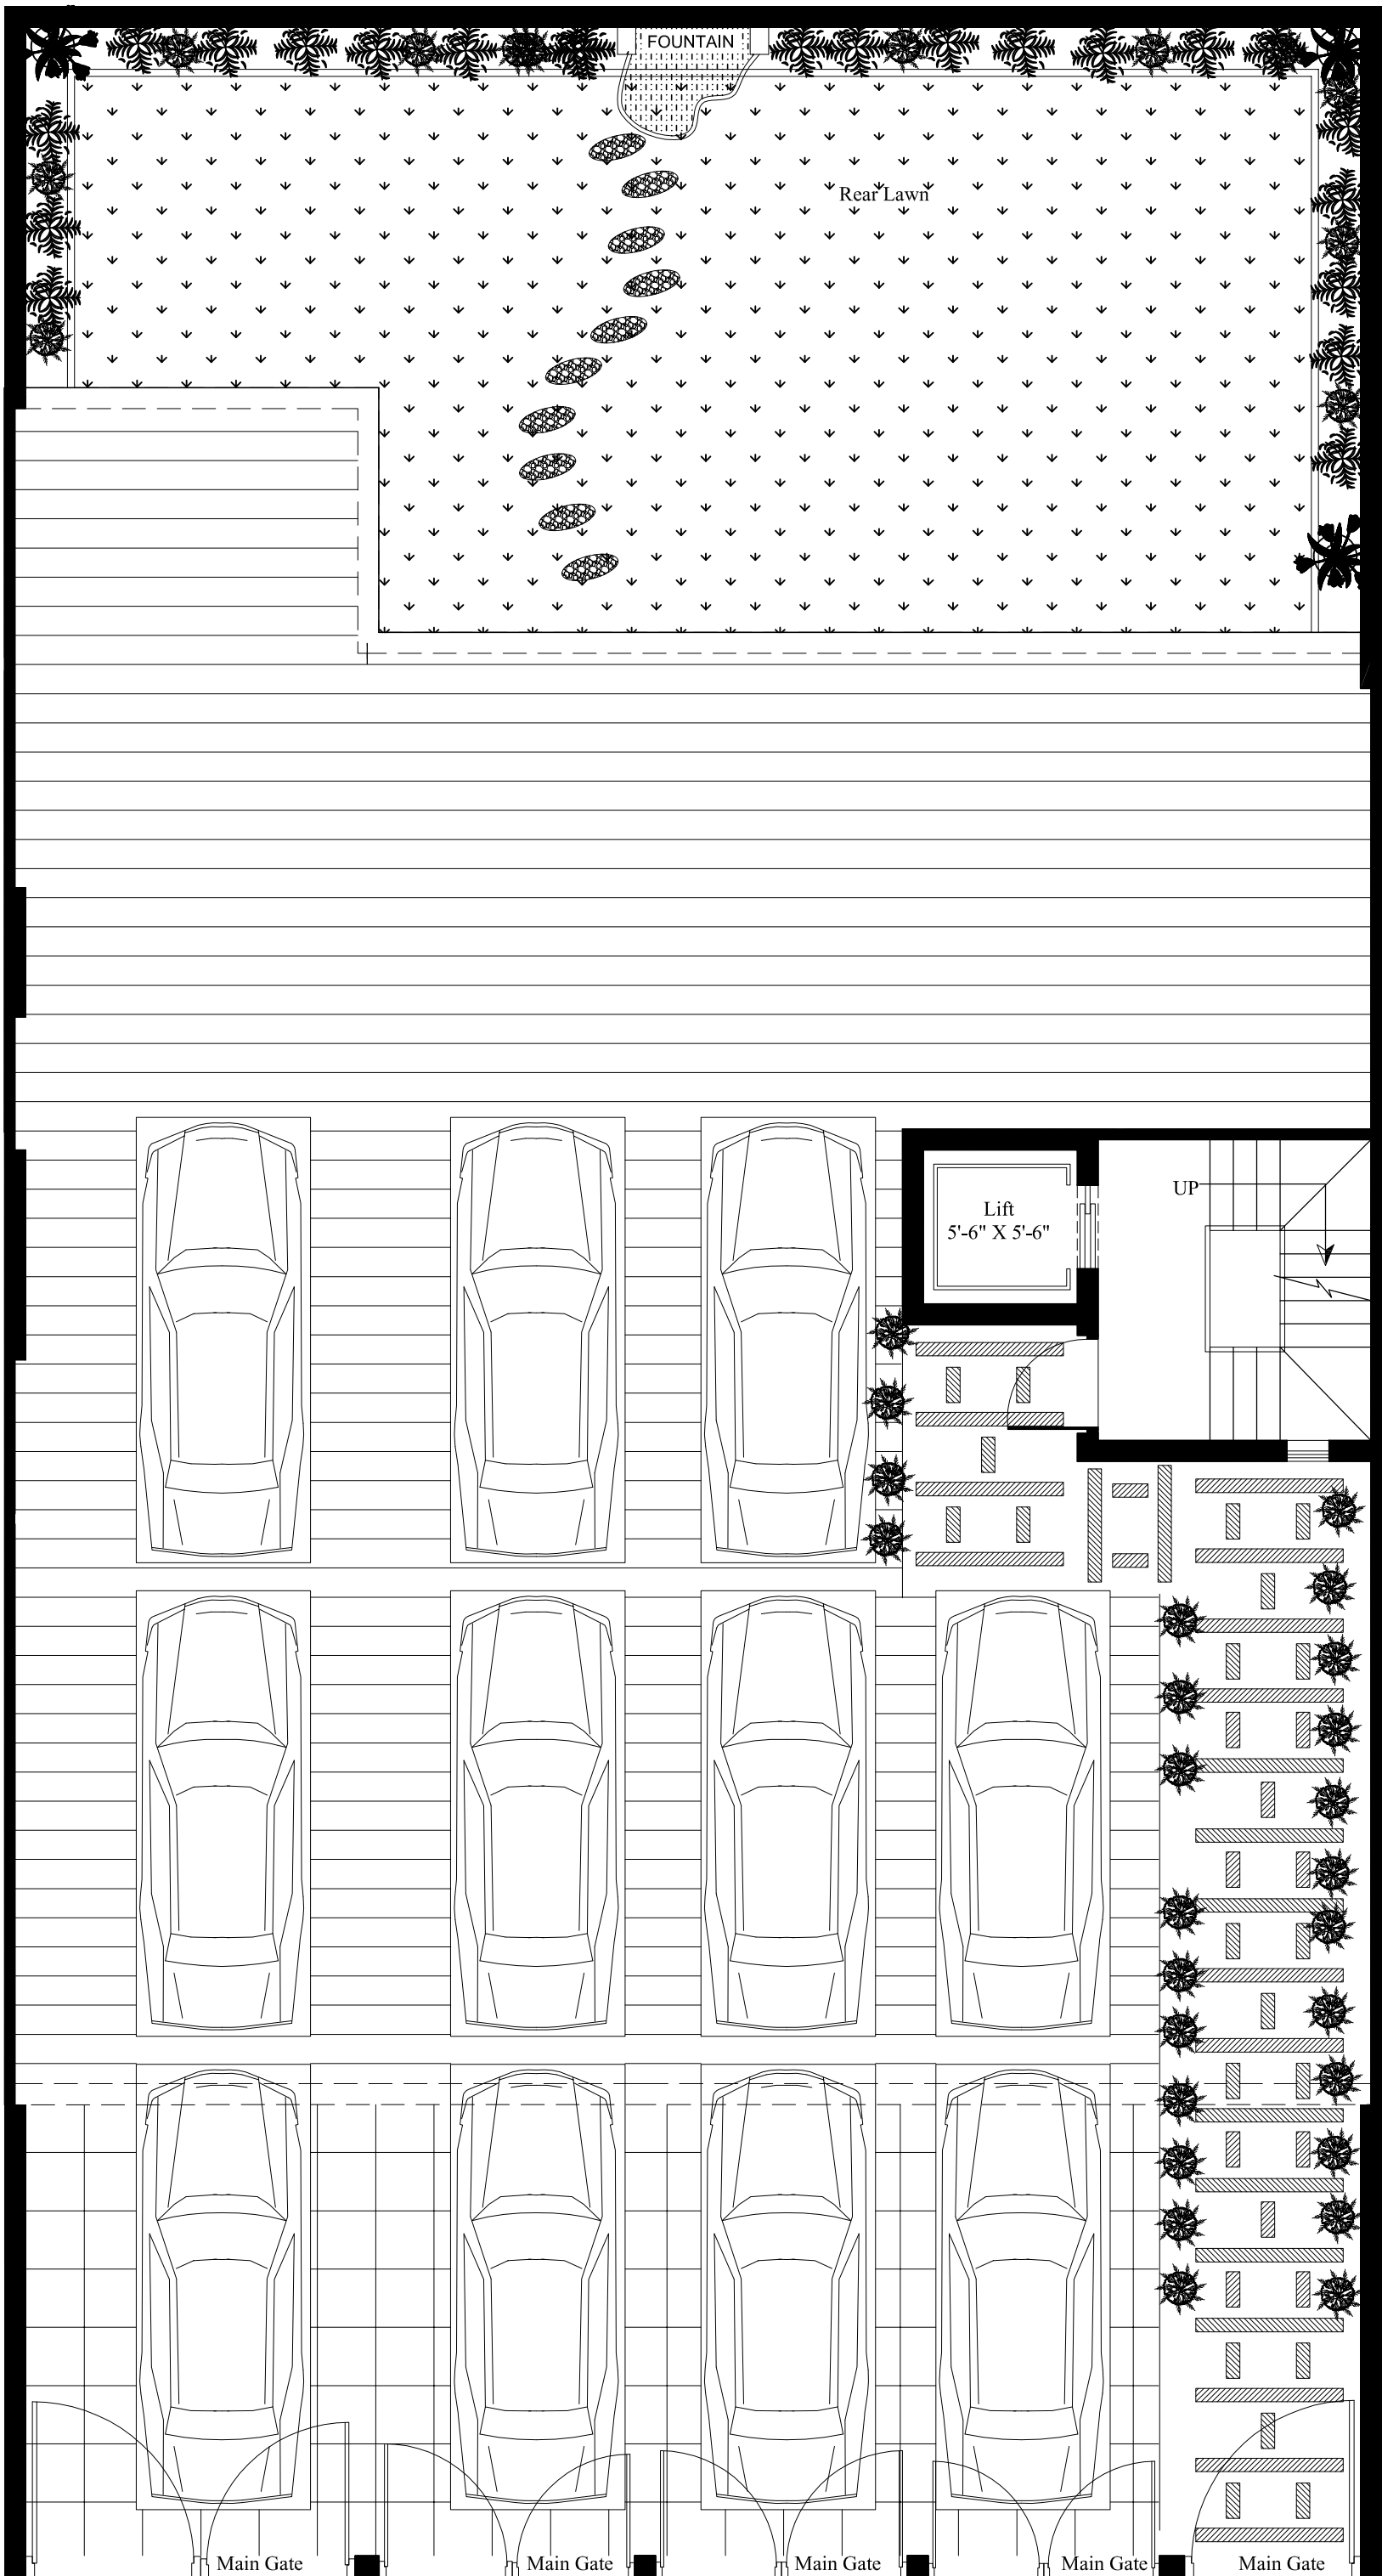 FOUNTAIN
Rear Lawn
UP
Lift
5'-6" X 5'-6"
Main Gate
Main Gate
Main Gate
Main Gate
Main Gate